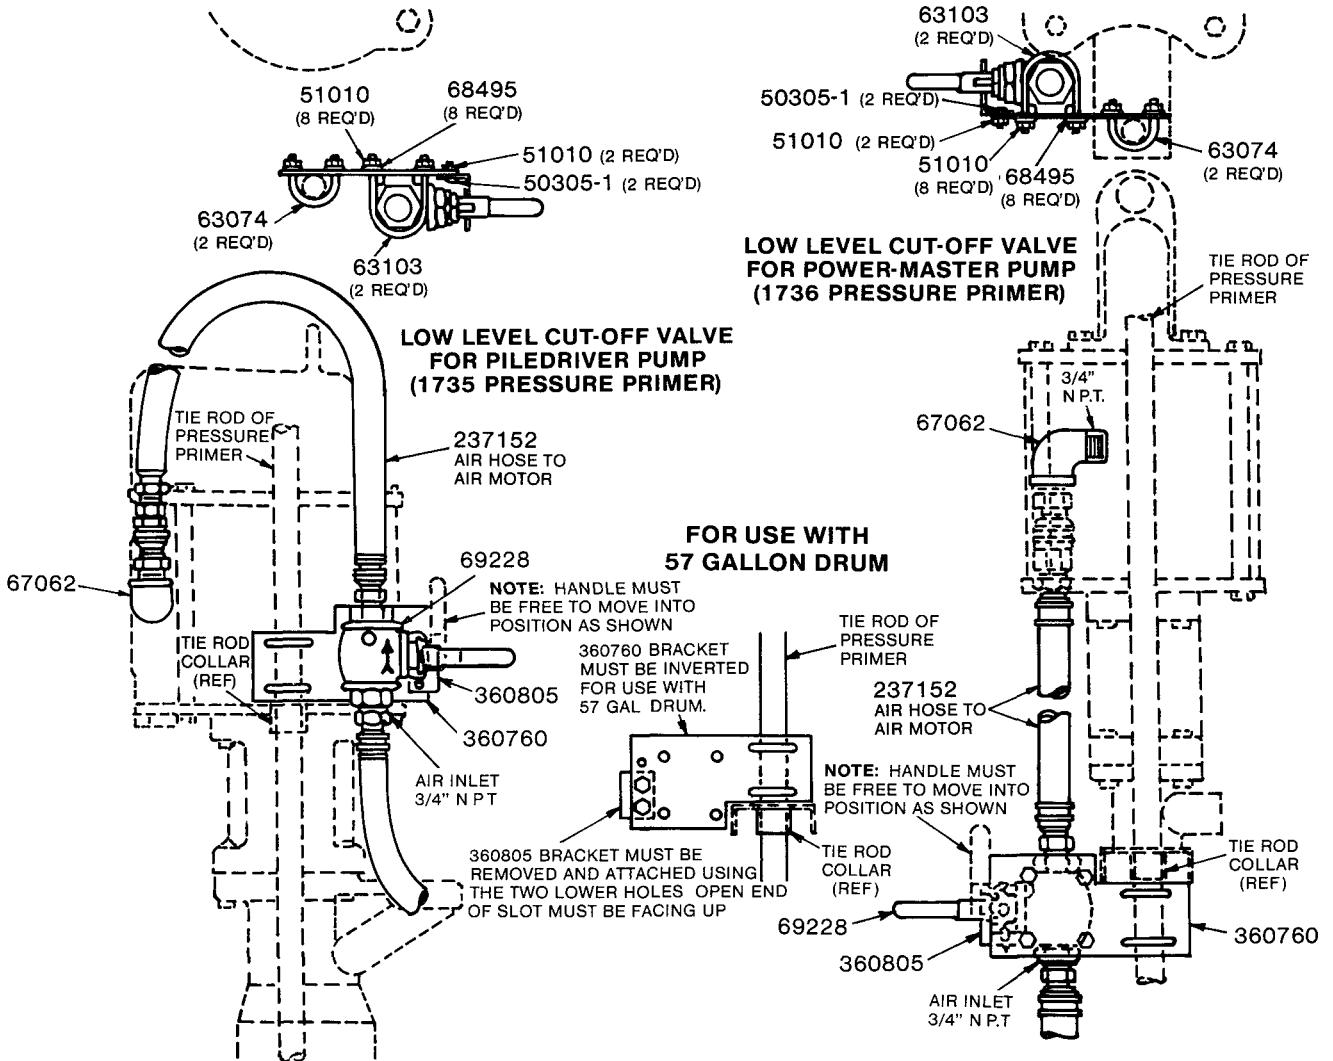 63103
(2 REQ'D)
50305-1 (2 REQ'D)
51010 (2 REQ'D)
51010
(8 REQ'D)
68495
(8 REQ'D)
63074
(2 REQ'D)
51010
(8 REQ'D)
68495
(8 REQ'D)
51010 (2 REQ'D)
50305-1 (2 REQ'D)
63074
(2 REQ'D)
63103
(2 REQ'D)
LOW LEVEL CUT-OFF VALVE
FOR POWER-MASTER PUMP
(1736 PRESSURE PRIMER)
TIE ROD OF
PRESSURE
PRIMER
LOW LEVEL CUT-OFF VALVE
FOR PILEDRIVER PUMP
(1735 PRESSURE PRIMER)
TIE ROD OF
PRESSURE
PRIMER
237152
AIR HOSE TO
AIR MOTOR
3/4"
N P.T.
67062
FOR USE WITH
57 GALLON DRUM
67062
69228
NOTE: HANDLE MUST
BE FREE TO MOVE INTO
POSITION AS SHOWN
TIE ROD
COLLAR
(REF)
360805
360760
AIR INLET
3/4" N P T
360760 BRACKET
MUST BE INVERTED
FOR USE WITH
57 GAL DRUM.
TIE ROD OF
PRESSURE
PRIMER
237152
AIR HOSE TO
AIR MOTOR
NOTE: HANDLE MUST
BE FREE TO MOVE INTO
POSITION AS SHOWN
360805 BRACKET MUST BE
REMOVED AND ATTACHED USING
THE TWO LOWER HOLES OPEN END
OF SLOT MUST BE FACING UP
TIE ROD
COLLAR
(REF)
TIE ROD
COLLAR
(REF)
69228
360805
360760
AIR INLET
3/4" N P.T